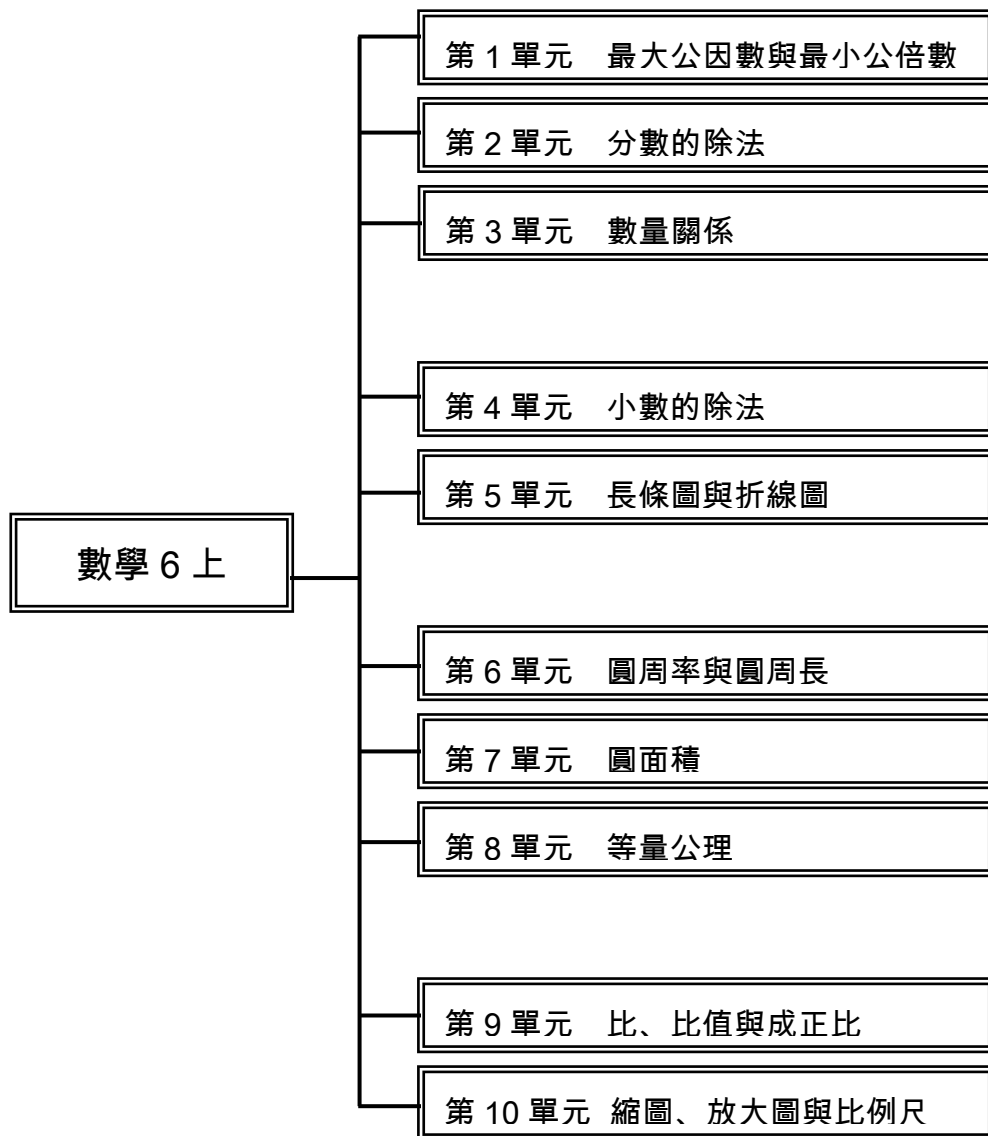 第 1 單元 最大公因數與最小公倍數
第 2 單元 分數的除法
第 3 單元 數量關係
第 4 單元 小數的除法
第 5 單元 長條圖與折線圖
數學 6 上
第 6 單元 圓周率與圓周長
第 7 單元 圓面積
第 8 單元 等量公理
第 9 單元 比、比值與成正比
第 10 單元 縮圖、放大圖與比例尺